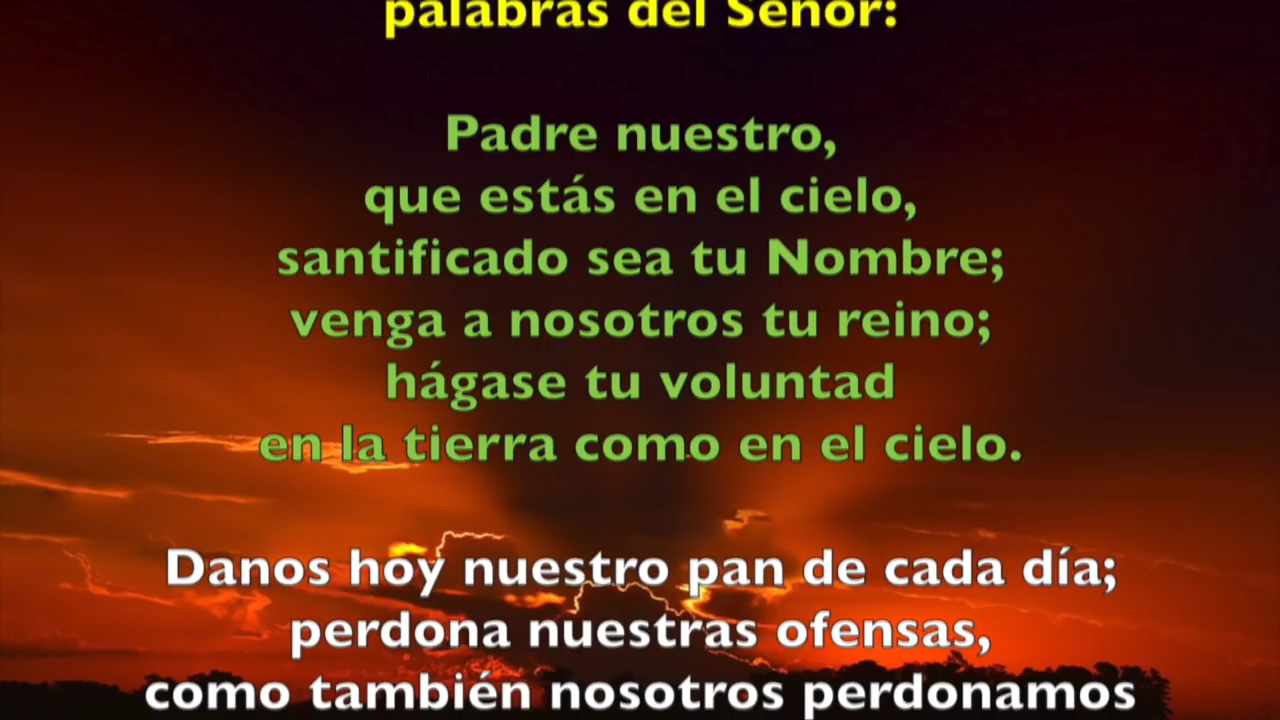 palabras del Señor:
Padre nuestro,
que estás en el cielo,
santificado sea tu Nombre;
venga a nosotros tu reino;
hágase tu voluntad
en la tierra como en el cielo.
Danos hoy nuestro pan de cada día;
perdona nuestras ofensas,
como también nosotros perdonamos